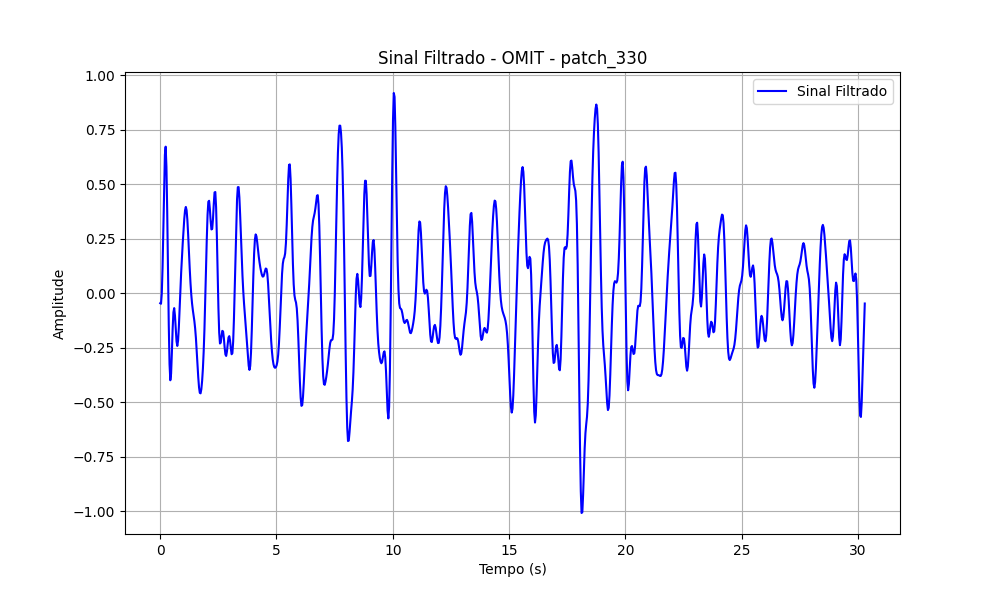 Sinal Filtrado - OMIT - patch_330
Sinal Filtrado
1.00
0.75
0.50
0.25
0.00
−0.25
−0.50
−0.75
−1.00
Amplitude
0 5 10 15 20 25 30
Tempo (s)